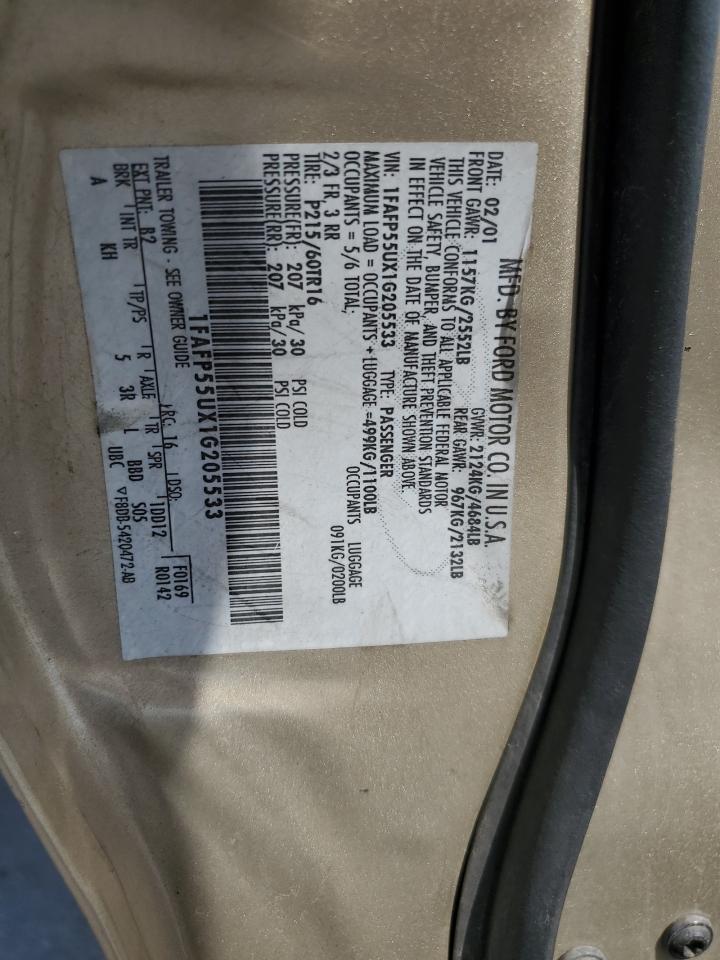 MFD. BY FORD MOTOR CO. IN U.S.A.
DATE: 02/01 GVWR: 2124KG/4684LB
FRONT GAWR: 1157KG/2552LB REAR GAWR: 967KG/2132LB
THIS VEHICLE CONFORMS TO ALL APPLICABLE FEDERAL MOTOR
VEHICLE SAFETY, BUMPER, AND THEFT PREVENTION STANDARDS
IN EFFECT ON THE DATE OF MANUFACTURE SHOWN ABOVE.
VIN: 1FAFP55UX1G205533 TYPE: PASSENGER
MAXIMUM LOAD = OCCUPANTS + LUGGAGE = 499KG/1100LB
OCCUPANTS = 5/6 TOTAL; OCCUPANTS LUGGAGE
2/3 FR, 3 RR 091KG/0200LB
TIRE: P215/60TR16
PRESSURE(FR): 207 kPa/ 30 PSI COLD
PRESSURE(RR): 207 kPa/ 30 PSI COLD
1FAFP55UX1G205533
TRAILER TOWING - SEE OWNER GUIDE
F0169
EXT PNT: B2 RC: 16 DSO: R0142
BRK INT TR TP/PS R AXLE TR SPR 1DD12
A KH 5 3R L BBD S05
UBC ▽F8DB-5420472-AB